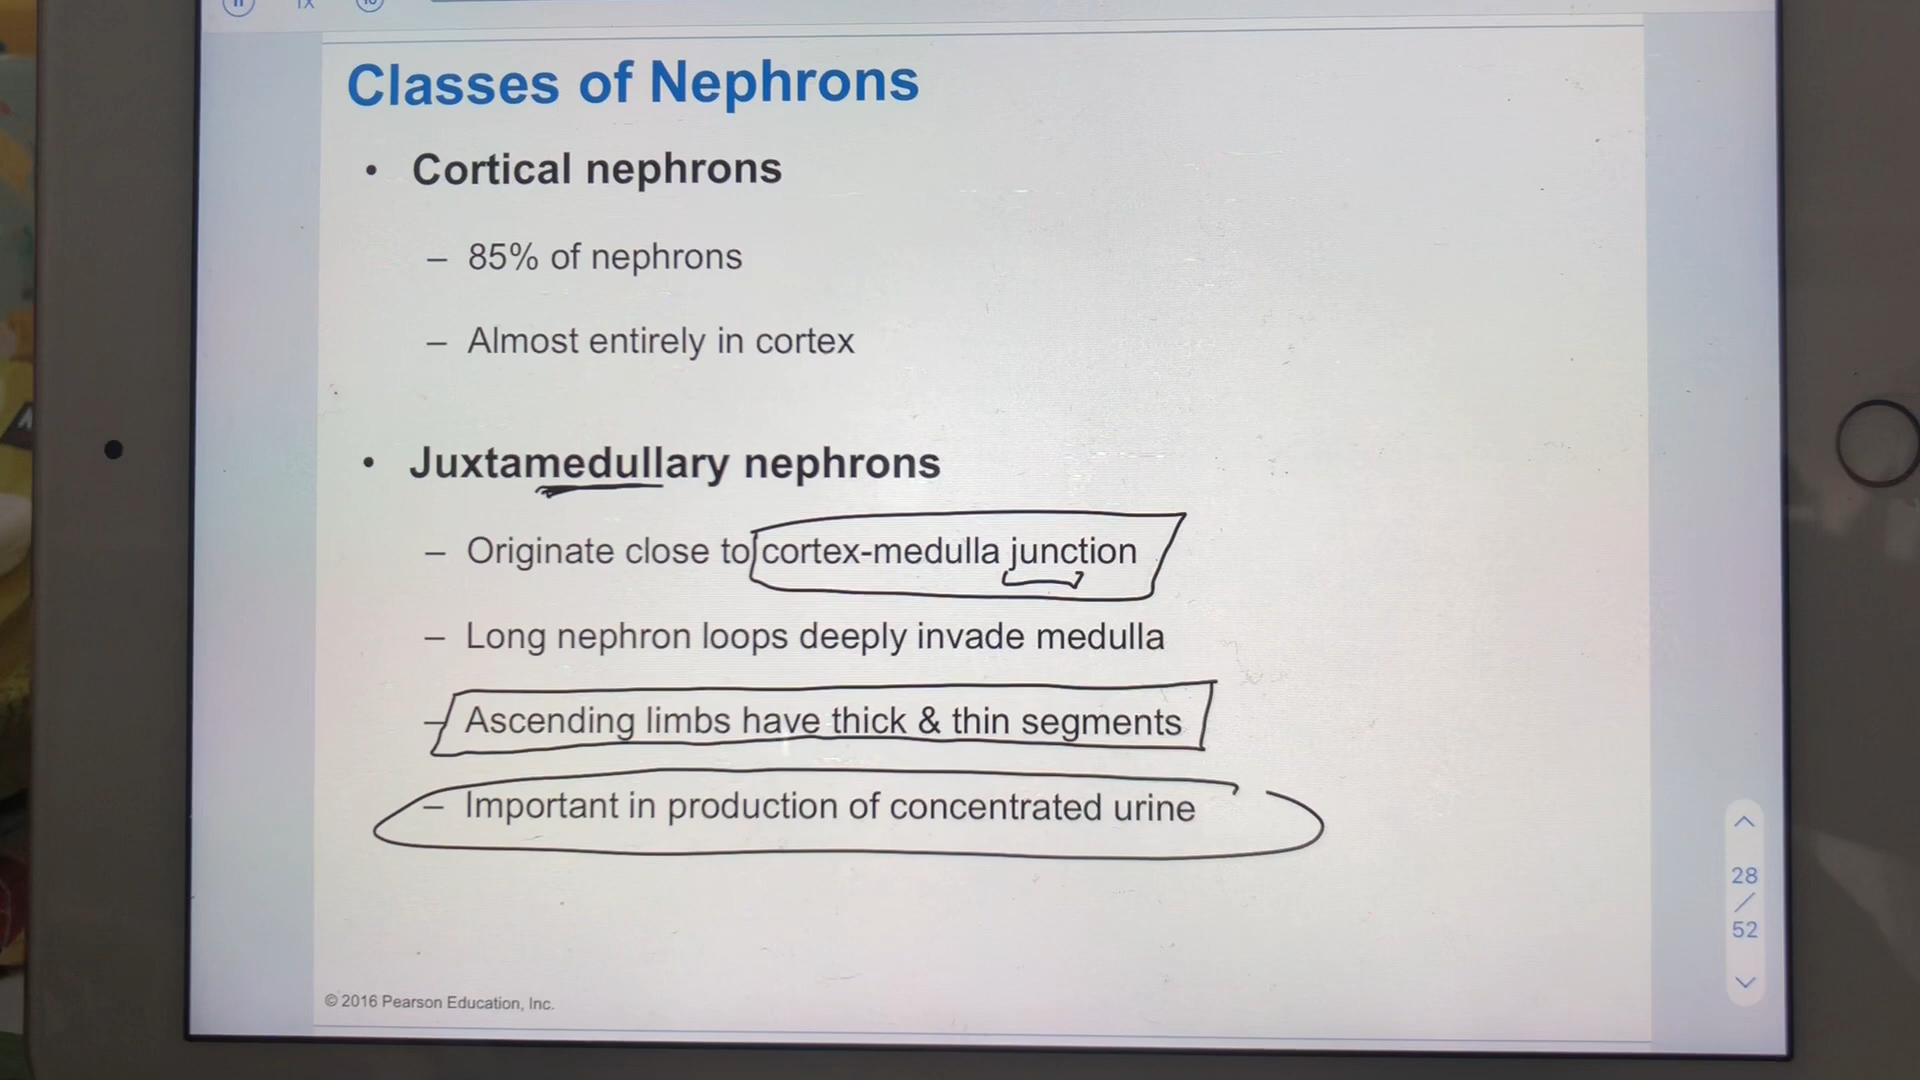 1x
10
Classes of Nephrons
• Cortical nephrons
– 85% of nephrons
– Almost entirely in cortex
• Juxtamedullary nephrons
– Originate close to cortex-medulla junction
– Long nephron loops deeply invade medulla
– Ascending limbs have thick & thin segments
– Important in production of concentrated urine
28
/
52
© 2016 Pearson Education, Inc.